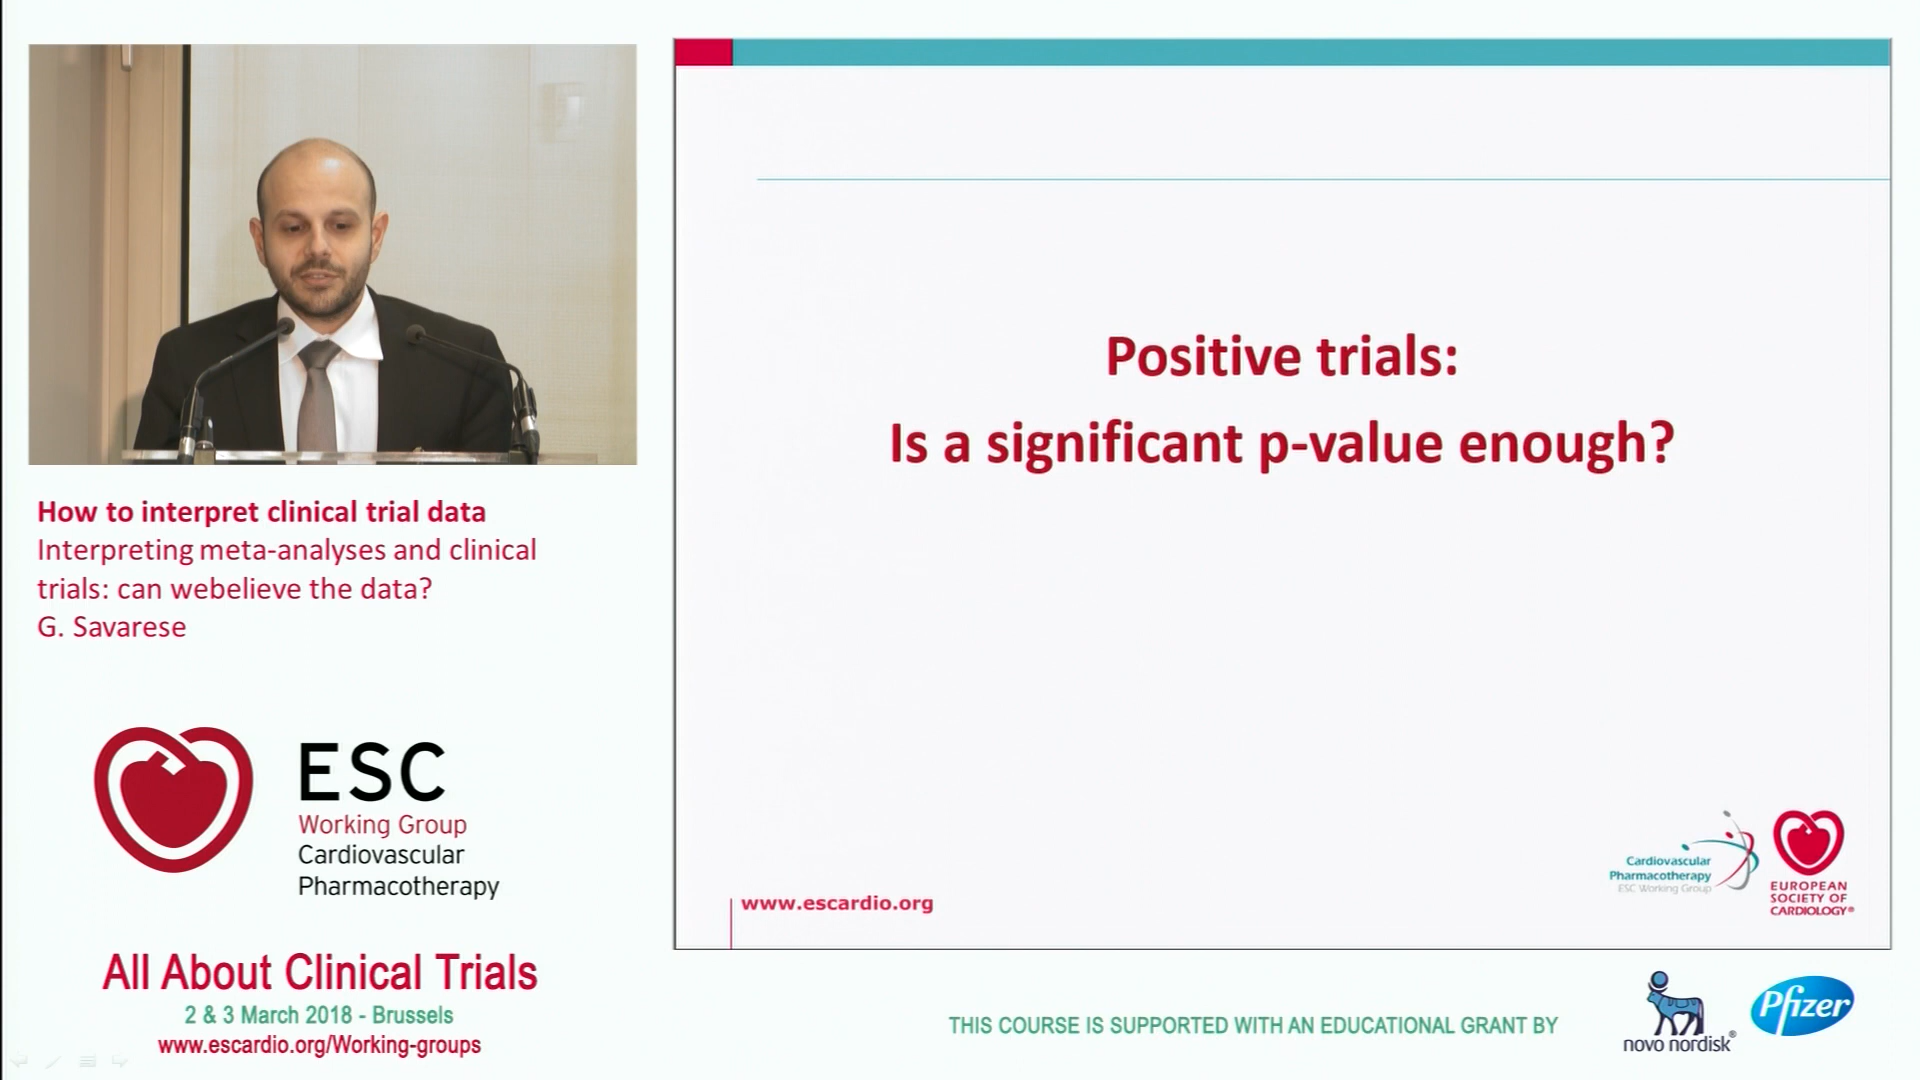 How to interpret clinical trial data
Interpreting meta-analyses and clinical
trials: can webelieve the data?
G. Savarese
ESC
Working Group
Cardiovascular
Pharmacotherapy
All About Clinical Trials
2 & 3 March 2018 - Brussels
www.escardio.org/Working-groups
Positive trials:
Is a significant p-value enough?
www.escardio.org
Cardiovascular
Pharmacotherapy
ESC Working Group
EUROPEAN
SOCIETY OF
CARDIOLOGY®
THIS COURSE IS SUPPORTED WITH AN EDUCATIONAL GRANT BY
novo nordisk®
Pfizer